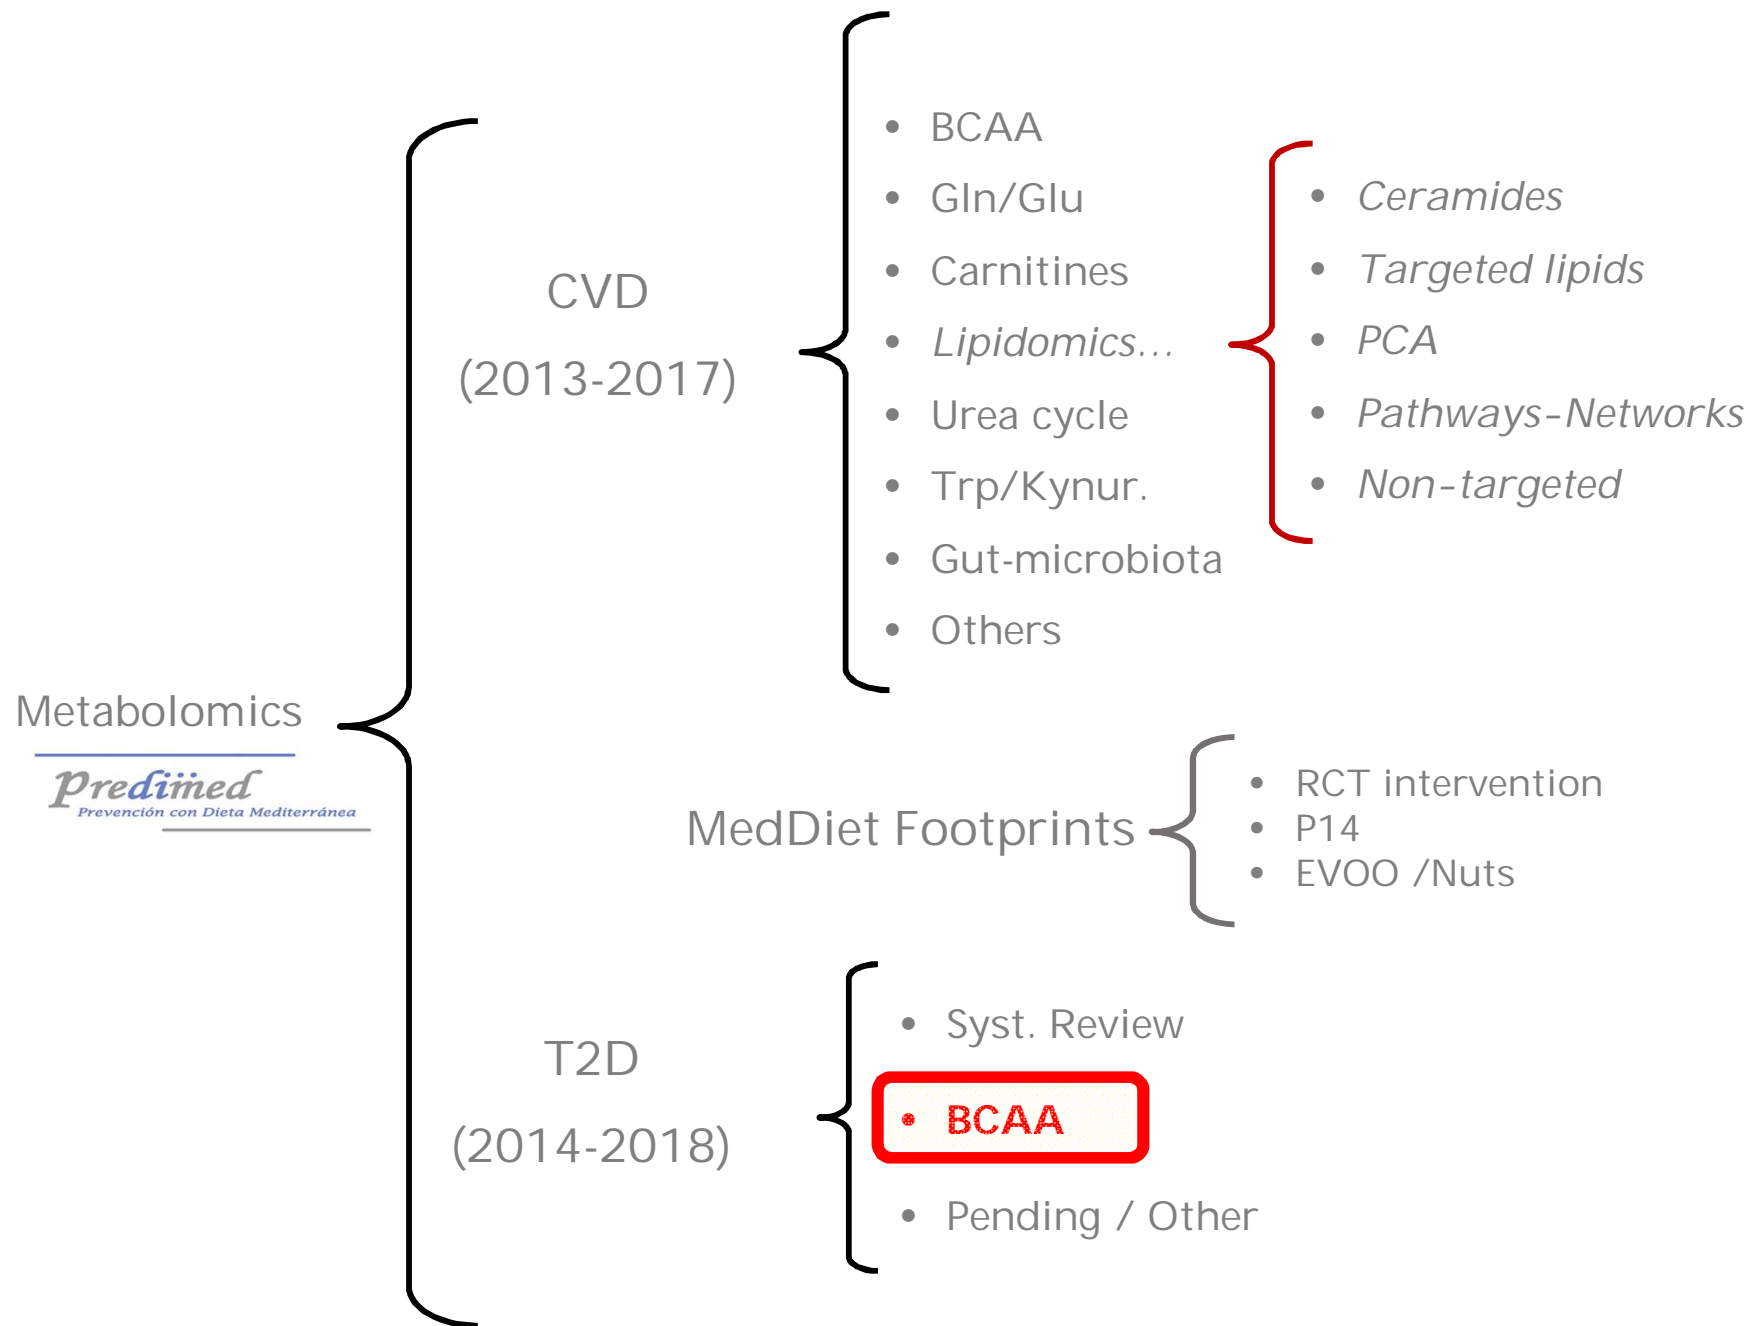 Metabolomics
Predimed
Prevención con Dieta Mediterránea
CVD
(2013-2017)
• BCAA
• Gln/Glu
• Carnitines
• Lipidomics...
• Urea cycle
• Trp/Kynur.
• Gut-microbiota
• Others
• Ceramides
• Targeted lipids
• PCA
• Pathways-Networks
• Non-targeted
MedDiet Footprints
• RCT intervention
• P14
• EVOO /Nuts
T2D
(2014-2018)
• Syst. Review
• BCAA
• Pending / Other